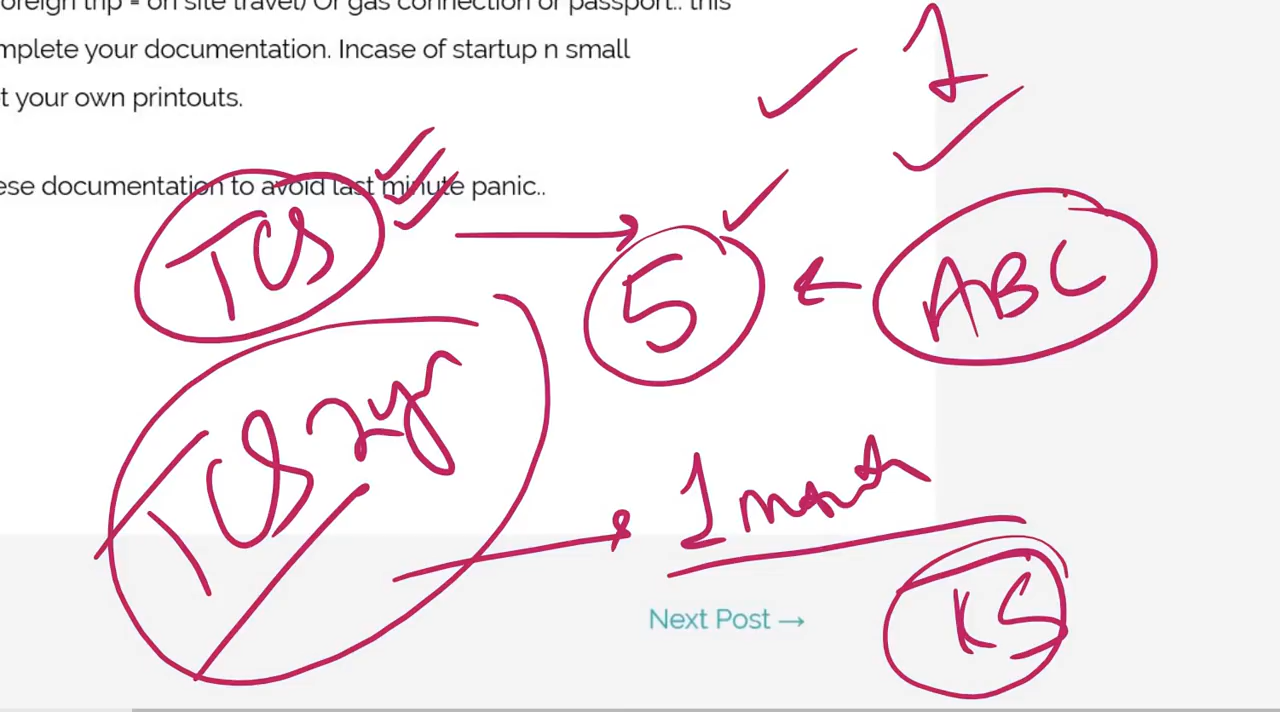 foreign trip = on site travel) Or gas connection or passport.. this
mplete your documentation. Incase of startup n small
t your own printouts.
ese documentation to avoid last minute panic..
1
TCS
5
ABC
TCS 2yr
1 month
Next Post →
KS